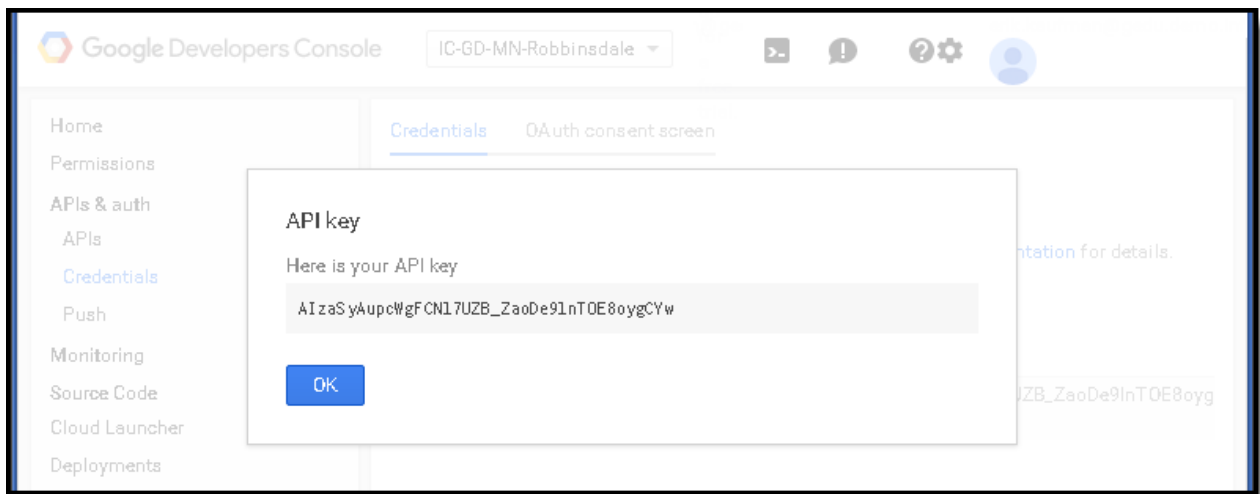 Google Developers Console IC-GD-MN-Robbinsdale
Home
Permissions
APIs & auth
APIs
Credentials
Push
Monitoring
Source Code
Cloud Launcher
Deployments
Credentials OAuth consent screen
API key
Here is your API key
AIzaSyAupcWgFCNl7UZB_ZaoDe9lnTOE8oygCYw
OK
ntation for details.
UZB_ZaoDe9lnTOE8oyg